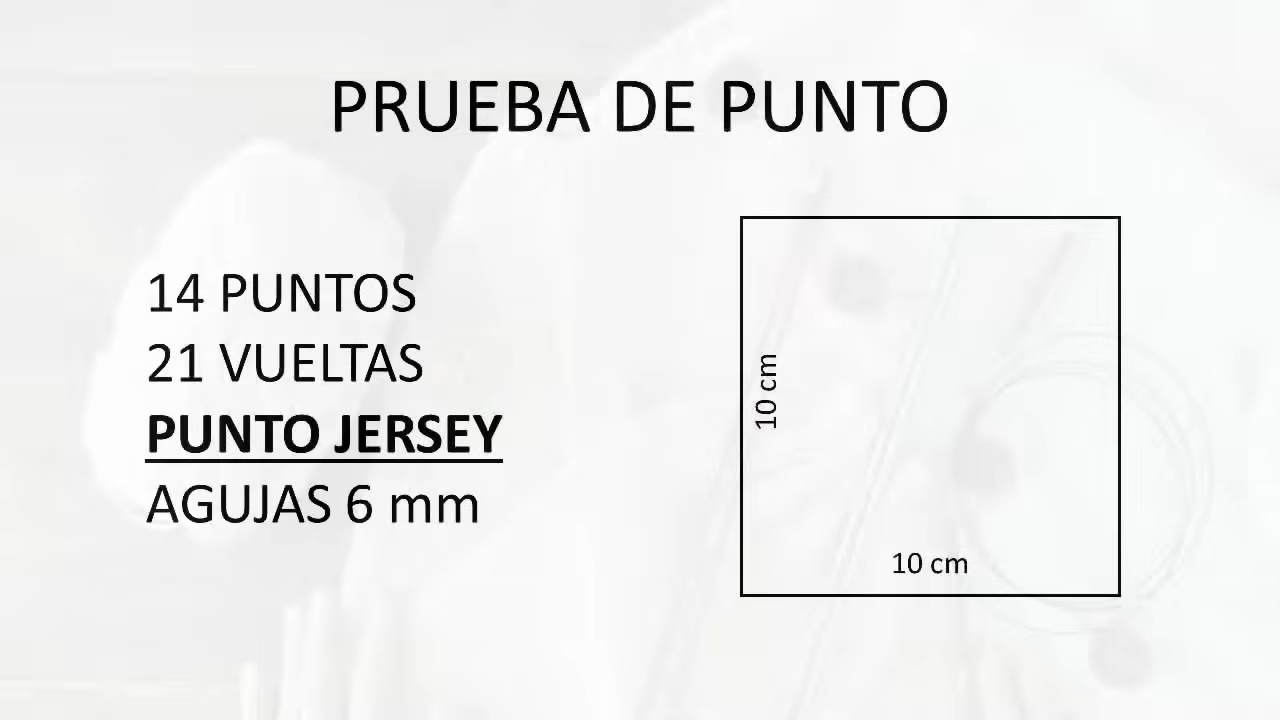 PRUEBA DE PUNTO
14 PUNTOS
21 VUELTAS
PUNTO JERSEY
AGUJAS 6 mm
10 cm
10 cm